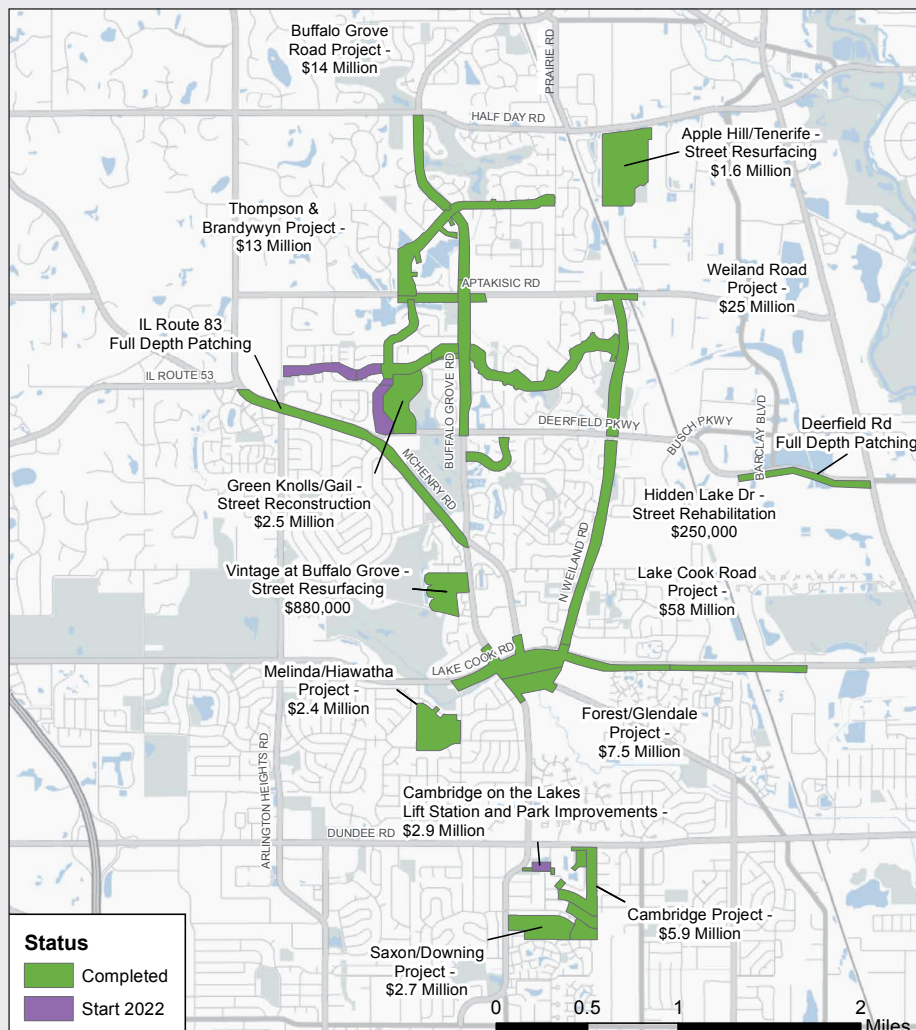 Buffalo Grove
Road Project -
$14 Million
PRAIRIE RD
HALF DAY RD
Apple Hill/Tenerife -
Street Resurfacing
$1.6 Million
Thompson &
Brandywyn Project -
$13 Million
Weiland Road
Project -
$25 Million
APTAKISIC RD
IL Route 83
Full Depth Patching
IL ROUTE 53
BUFFALO GROVE RD
DEERFIELD PKWY
BUSCH PKWY
BARCLAY BLVD
Deerfield Rd
Full Depth Patching
MCHENRY RD
Green Knolls/Gail -
Street Reconstruction
$2.5 Million
Hidden Lake Dr -
Street Rehabilitation
$250,000
N WEILAND RD
Vintage at Buffalo Grove -
Street Resurfacing
$880,000
Lake Cook Road
Project -
$58 Million
LAKE COOK RD
Melinda/Hiawatha
Project -
$2.4 Million
Forest/Glendale
Project -
$7.5 Million
ARLINGTON HEIGHTS RD
Cambridge on the Lakes
Lift Station and Park Improvements -
$2.9 Million
DUNDEE RD
Cambridge Project -
$5.9 Million
Saxon/Downing
Project -
$2.7 Million
Status
Completed
Start 2022
0 0.5 1 2
Miles